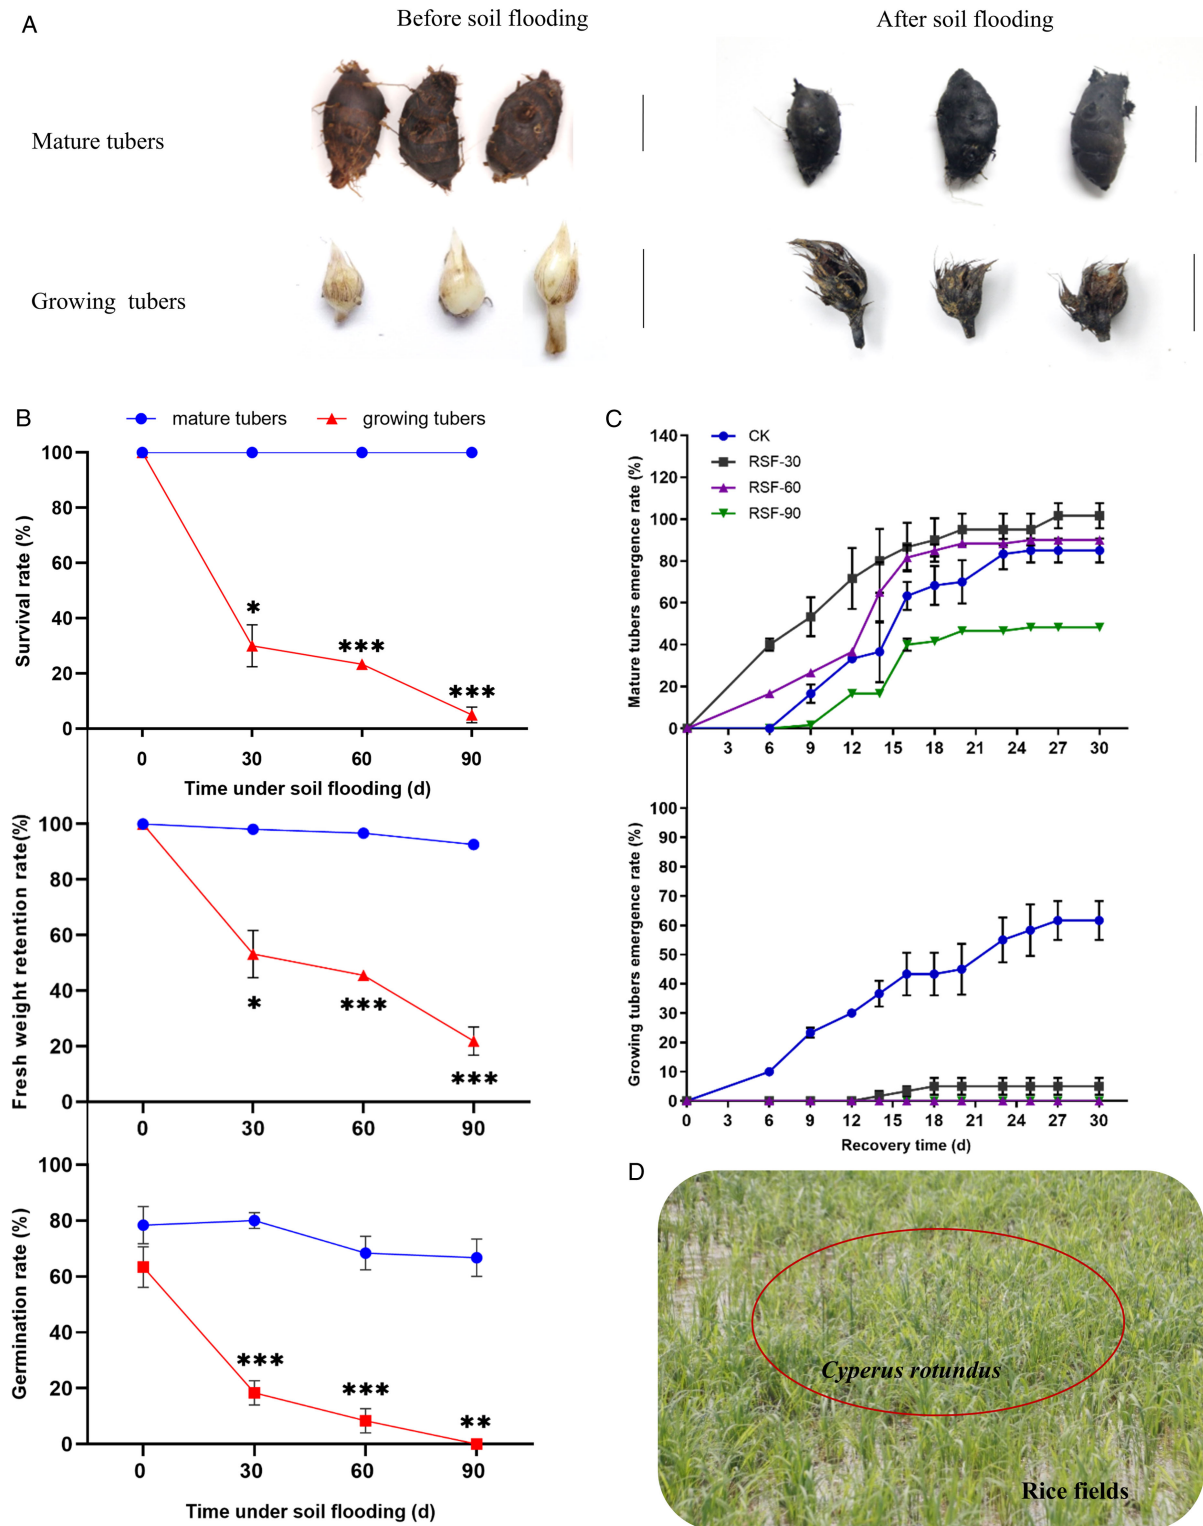 A
Before soil flooding
After soil flooding
Mature tubers
Growing  tubers
B
mature tubers
growing tubers
Survival rate (%)
100
80
60
40
20
0
*
***
***
0 30 60 90
Time under soil flooding (d)
Fresh weight retention rate(%)
100
80
60
40
20
0
*
***
***
0 30 60 90
Germination rate (%)
100
80
60
40
20
0
***
***
**
0 30 60 90
Time under soil flooding (d)
C
CK
RSF-30
RSF-60
RSF-90
Mature tubers emergence rate (%)
140
120
100
80
60
40
20
0
3 6 9 12 15 18 21 24 27 30
Growing tubers emergence rate (%)
100
90
80
70
60
50
40
30
20
10
0
0 3 6 9 12 15 18 21 24 27 30
Recovery time (d)
D
Cyperus rotundus
Rice fields